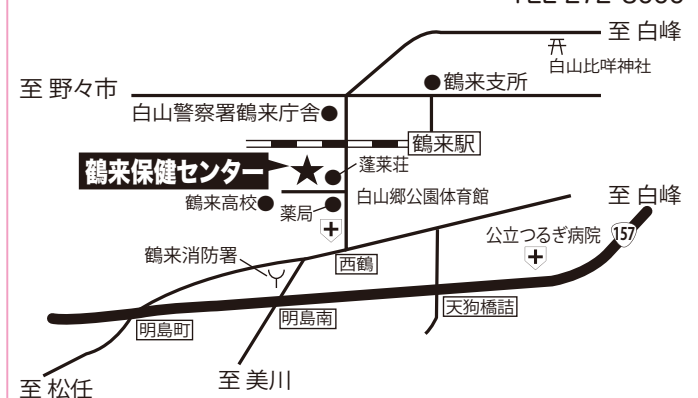 至 白峰
白山比咩神社
鶴来支所
至 野々市
白山警察署鶴来庁舎
鶴来駅
蓬莱荘
鶴来保健センター
白山郷公園体育館
至 白峰
鶴来高校
薬局
157
公立つるぎ病院
鶴来消防署
西鶴
天狗橋詰
明島町
明島南
至 松任
至 美川